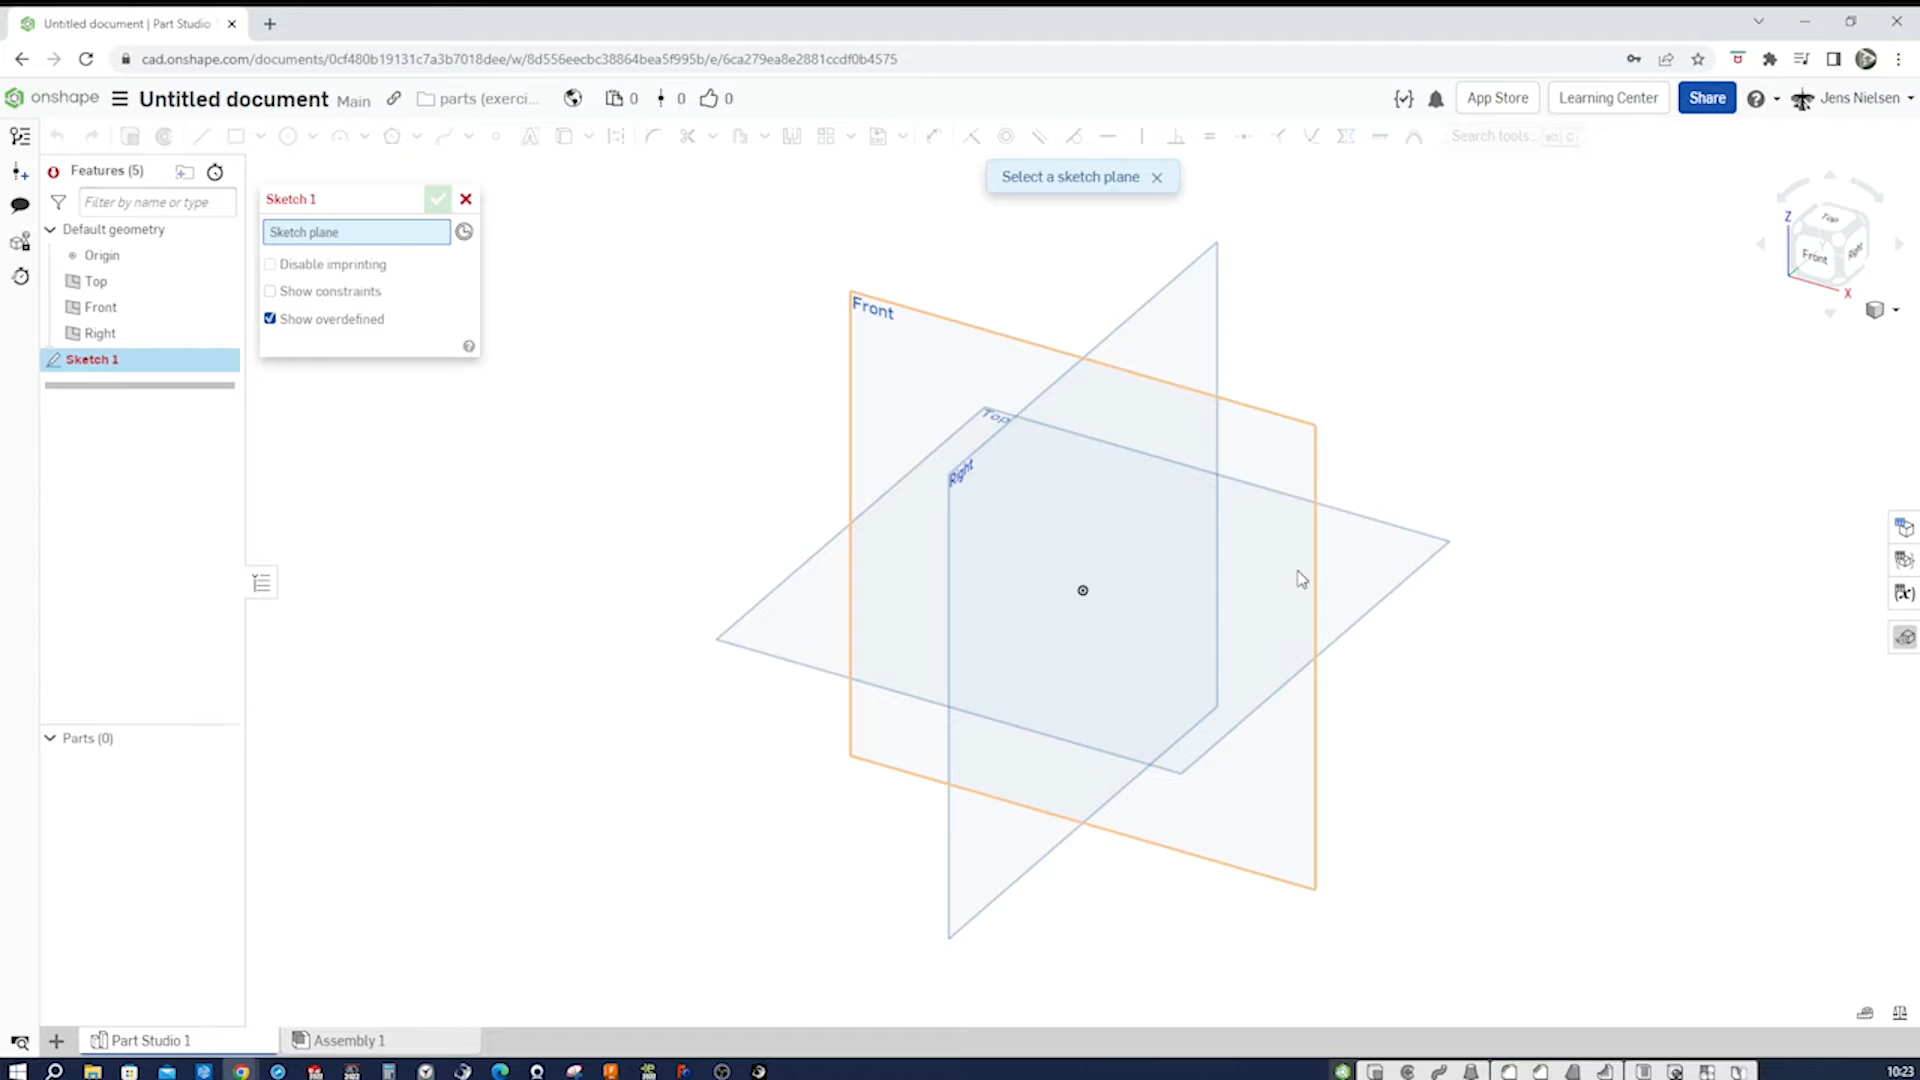 Untitled document | Part Studio
cad.onshape.com/documents/0cf480b19131c7a3b7018dee/w/8d556eecbc38864bea5f995b/e/6ca279ea8e2881ccdf0b4575
onshape
Untitled document
Main
parts (exerci...
0
0
0
App Store
Learning Center
Share
Jens Nielsen
Search tools...
alt
C
Features (5)
Filter by name or type
Default geometry
Origin
Top
Front
Right
Sketch 1
Parts (0)
Sketch 1
Sketch plane
Disable imprinting
Show constraints
Show overdefined
Select a sketch plane
Front
Top
Right
Z
Top
Front
Right
Y
X
(x)
Part Studio 1
Assembly 1
10:23